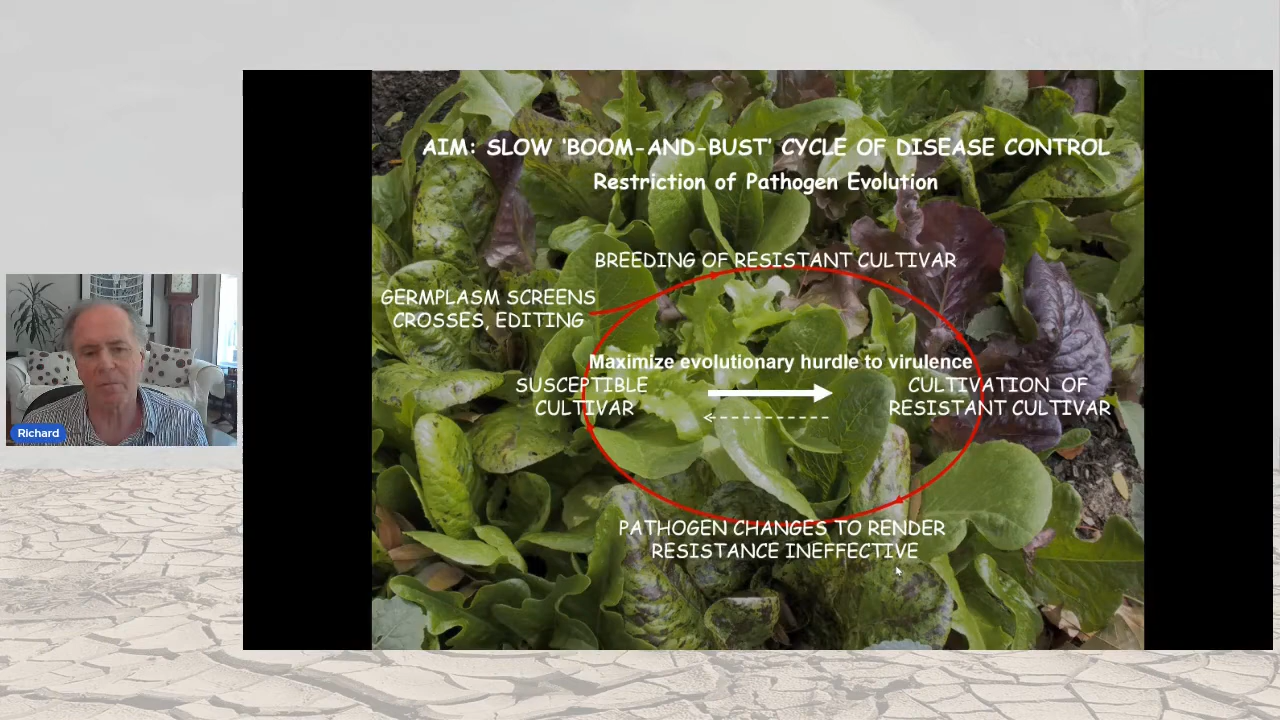 AIM: SLOW ‘BOOM-AND-BUST’ CYCLE OF DISEASE CONTROL
Restriction of Pathogen Evolution
BREEDING OF RESISTANT CULTIVAR
GERMPLASM SCREENS
CROSSES, EDITING
Maximize evolutionary hurdle to virulence
SUSCEPTIBLE
CULTIVAR
CULTIVATION OF
RESISTANT CULTIVAR
PATHOGEN CHANGES TO RENDER
RESISTANCE INEFFECTIVE
Richard